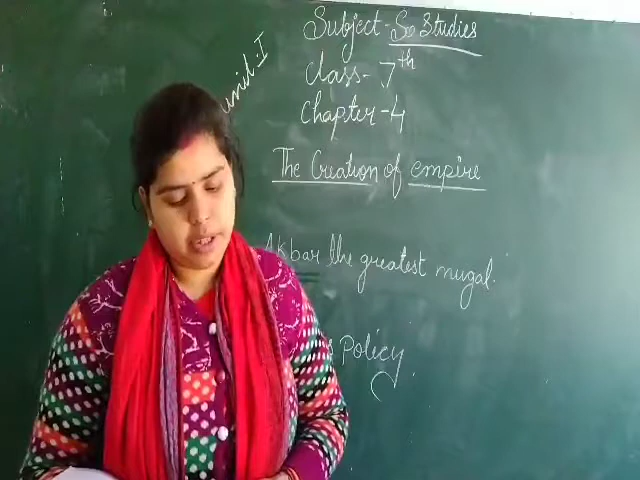 Subject - So Studies
unit - I
Class - 7th
Chapter - 4
The Creation of empire
Akbar the greatest mugal.
Policy